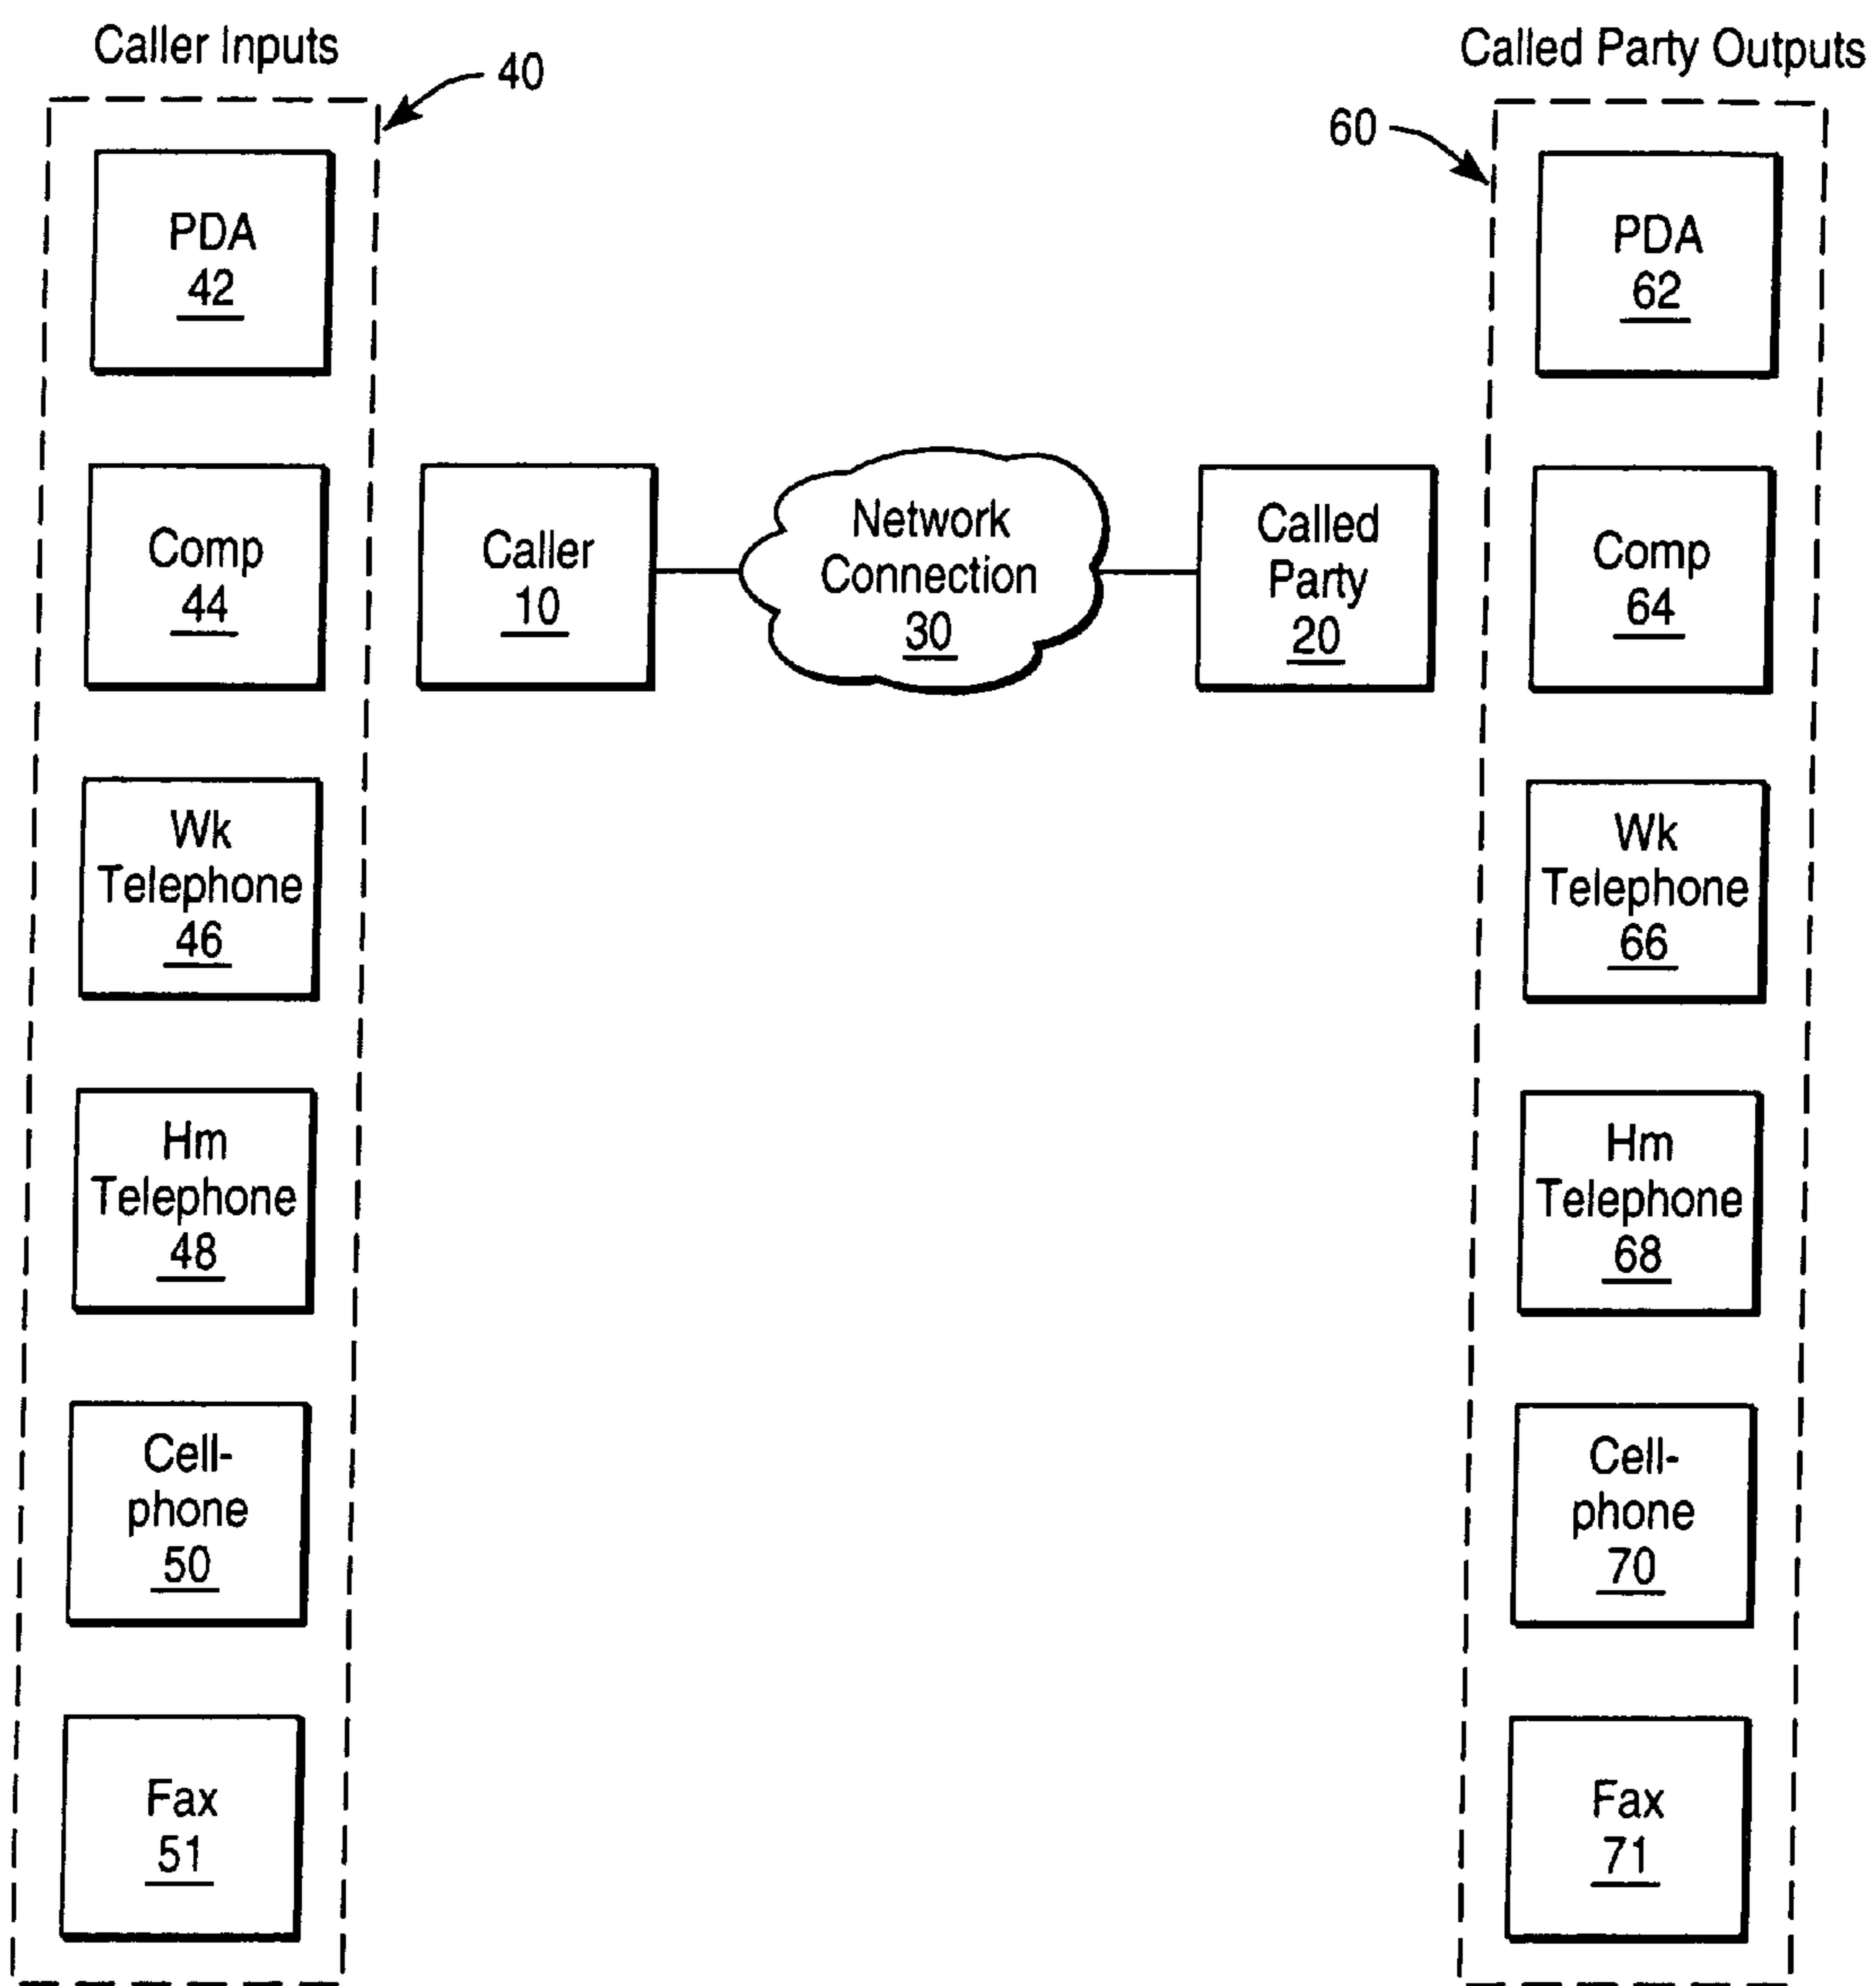 Caller Inputs
40
PDA
42
Comp
44
Wk
Telephone
46
Hm
Telephone
48
Cell-
phone
50
Fax
51
Caller
10
Network
Connection
30
Called
Party
20
Called Party Outputs
60
PDA
62
Comp
64
Wk
Telephone
66
Hm
Telephone
68
Cell-
phone
70
Fax
71